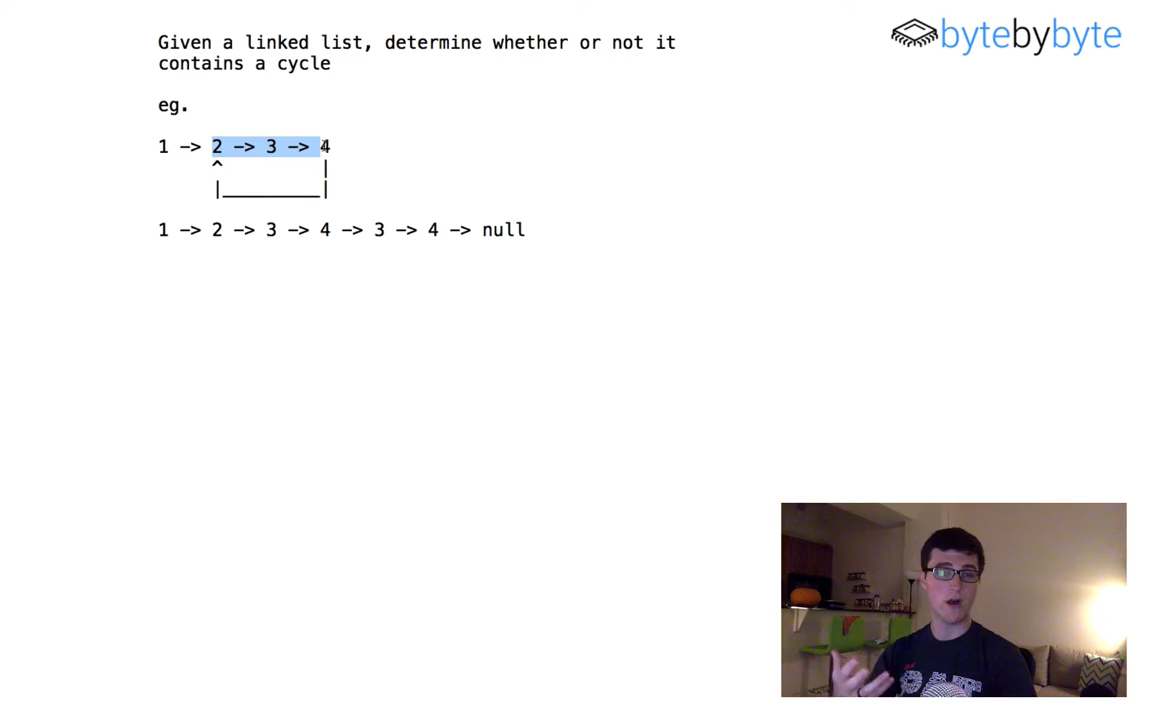 Given a linked list, determine whether or not it
contains a cycle
bytebybyte
eg.
1 -> 2 -> 3 -> 4
^ |
|_________|
1 -> 2 -> 3 -> 4 -> 3 -> 4 -> null